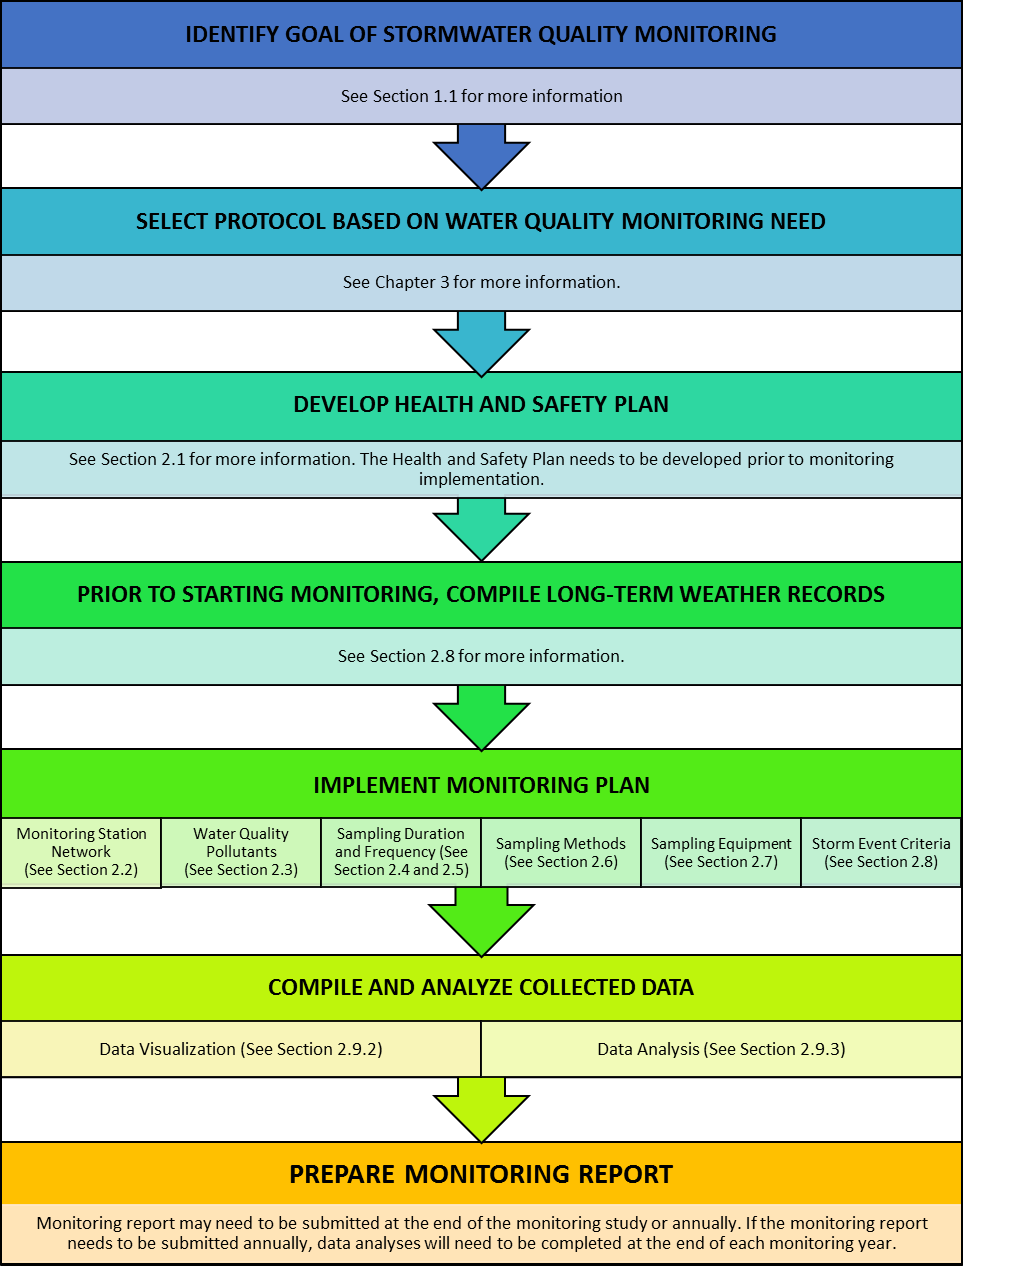 IDENTIFY GOAL OF STORMWATER QUALITY MONITORING
See Section 1.1 for more information
SELECT PROTOCOL BASED ON WATER QUALITY MONITORING NEED
See Chapter 3 for more information.
DEVELOP HEALTH AND SAFETY PLAN
See Section 2.1 for more information. The Health and Safety Plan needs to be developed prior to monitoring
implementation.
PRIOR TO STARTING MONITORING, COMPILE LONG-TERM WEATHER RECORDS
See Section 2.8 for more information.
IMPLEMENT MONITORING PLAN
Monitoring Station
Network
(See Section 2.2)
Water Quality
Pollutants
(See Section 2.3)
Sampling Duration
and Frequency (See
Section 2.4 and 2.5)
Sampling Methods
(See Section 2.6)
Sampling Equipment
(See Section 2.7)
Storm Event Criteria
(See Section 2.8)
COMPILE AND ANALYZE COLLECTED DATA
Data Visualization (See Section 2.9.2)
Data Analysis (See Section 2.9.3)
PREPARE MONITORING REPORT
Monitoring report may need to be submitted at the end of the monitoring study or annually. If the monitoring report
needs to be submitted annually, data analyses will need to be completed at the end of each monitoring year.